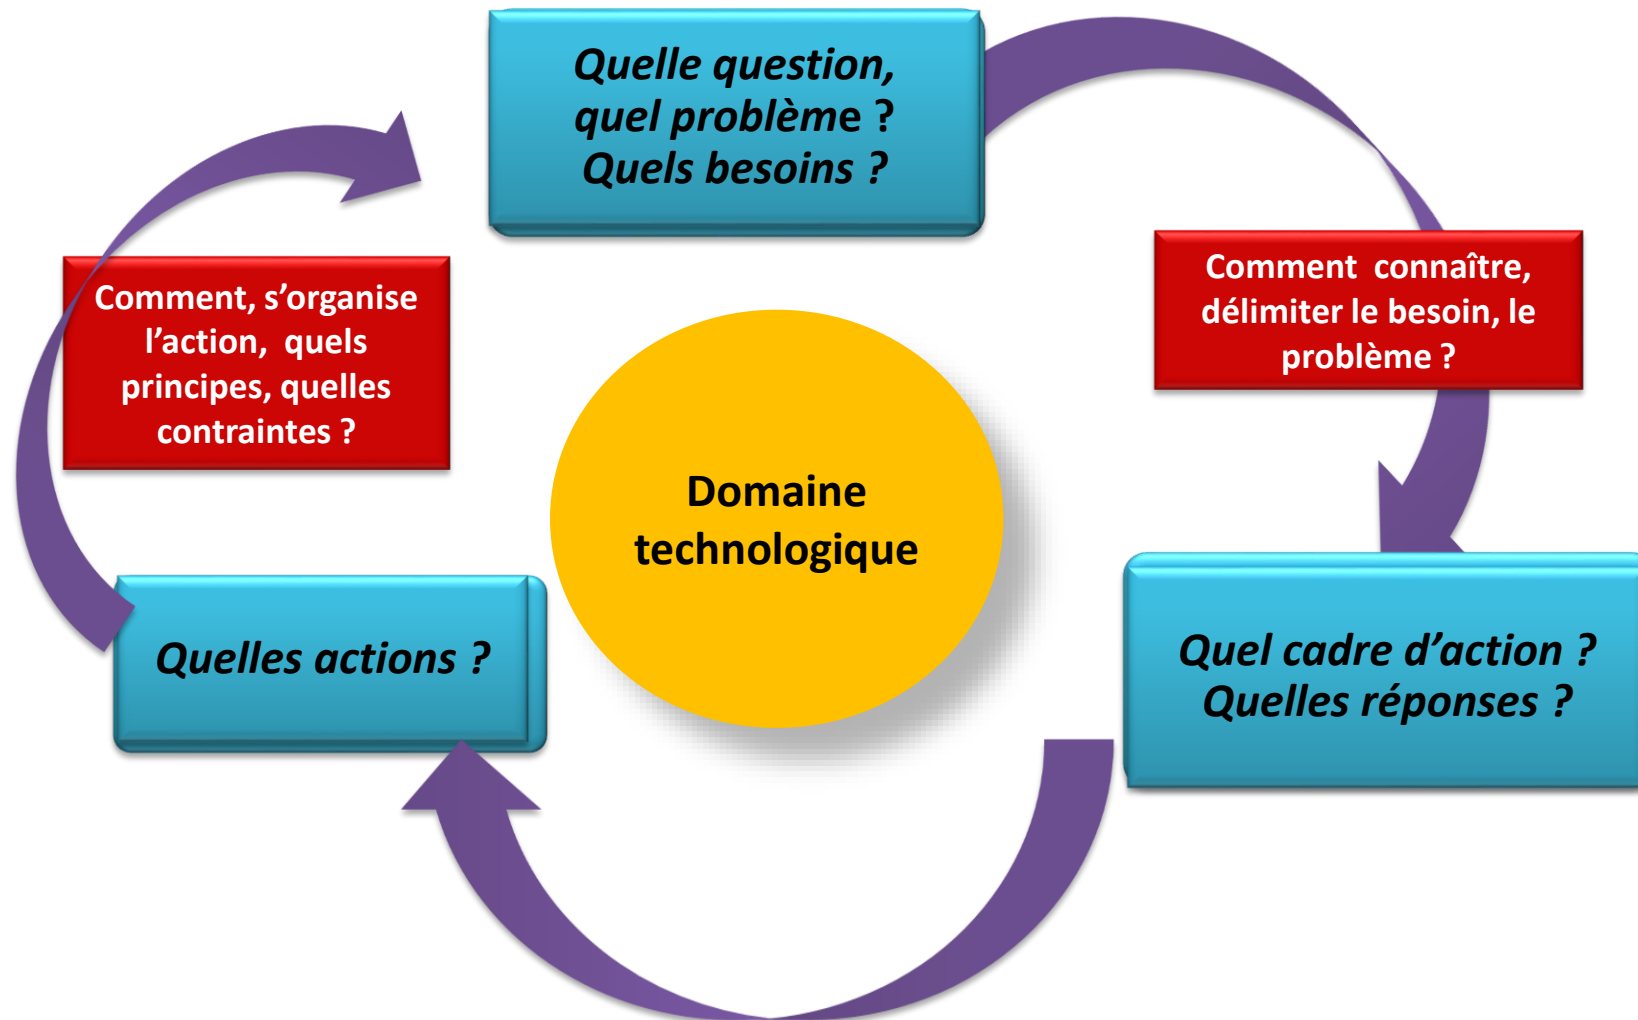 Quelle question,
quel problème ?
Quels besoins ?
Comment connaître,
délimiter le besoin, le
problème ?
Comment, s’organise
l’action, quels
principes, quelles
contraintes ?
Domaine
technologique
Quel cadre d’action ?
Quelles réponses ?
Quelles actions ?